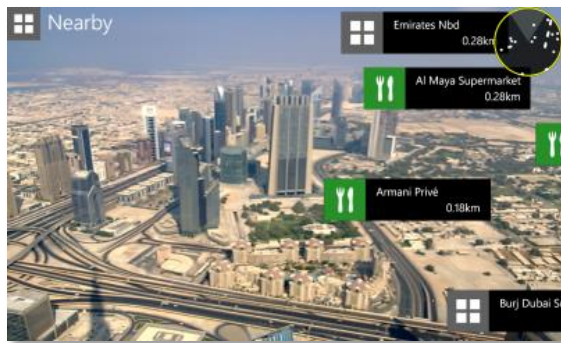 Nearby
Emirates Nbd
0.28km
Al Maya Supermarket
0.28km
Armani Privé
0.18km
Burj Dubai